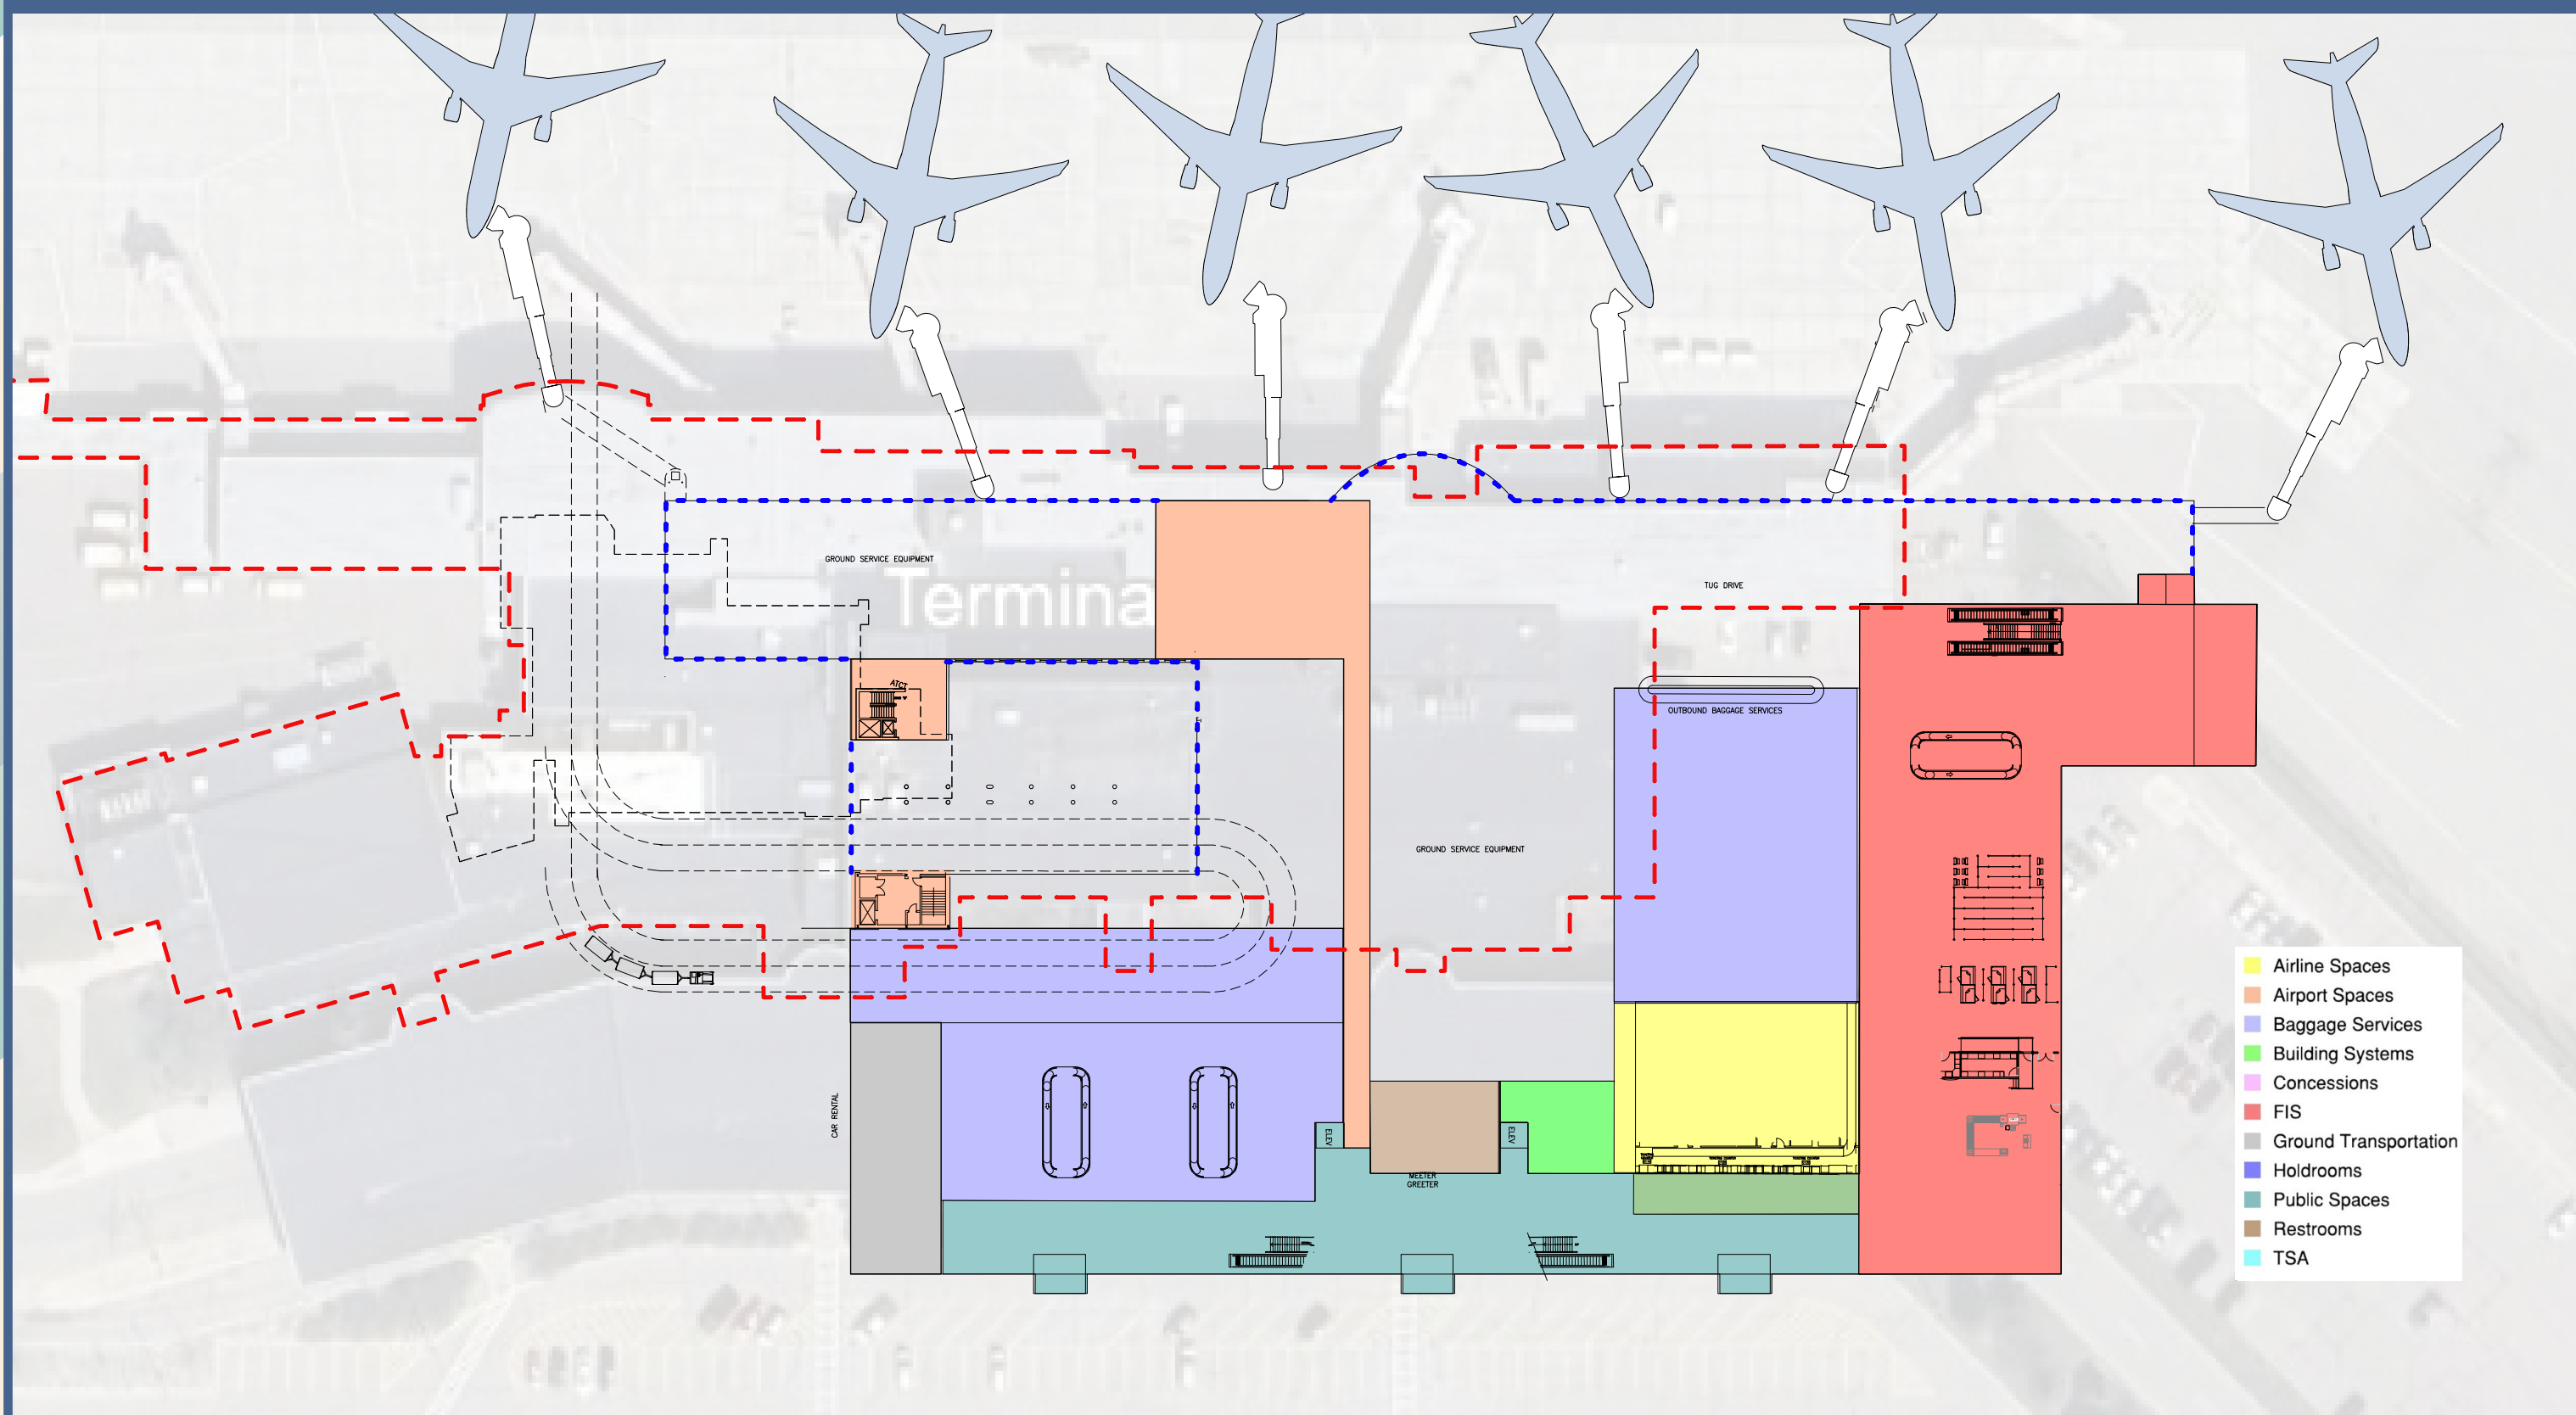 GROUND SERVICE EQUIPMENT
Termina
TUG DRIVE
ATCT
OUTBOUND BAGGAGE SERVICES
GROUND SERVICE EQUIPMENT
CAR RENTAL
ELEV
ELEV
MEETER
GREETER
Airline Spaces
Airport Spaces
Baggage Services
Building Systems
Concessions
FIS
Ground Transportation
Holdrooms
Public Spaces
Restrooms
TSA